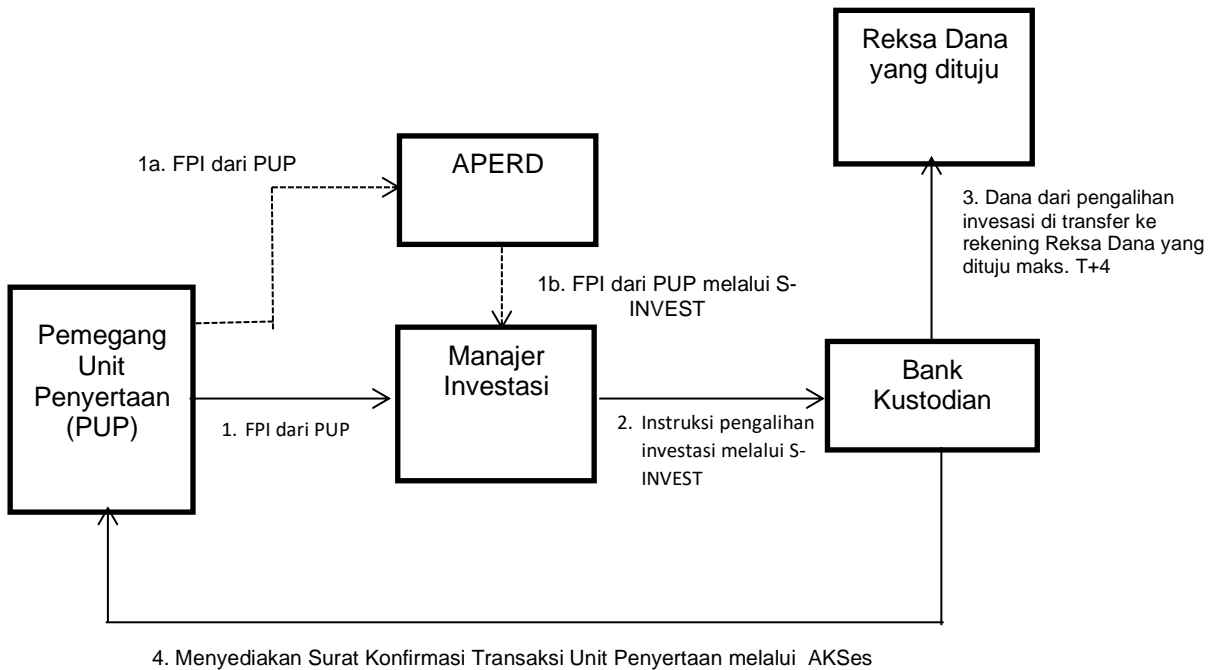 Reksa Dana
yang dituju
1a. FPI dari PUP
APERD
3. Dana dari pengalihan
invesasi di transfer ke
rekening Reksa Dana yang
dituju maks. T+4
1b. FPI dari PUP melalui S-
INVEST
Pemegang
Unit
Penyertaan
(PUP)
Manajer
Investasi
Bank
Kustodian
1. FPI dari PUP
2. Instruksi pengalihan
investasi melalui S-
INVEST
4. Menyediakan Surat Konfirmasi Transaksi Unit Penyertaan melalui AKSes